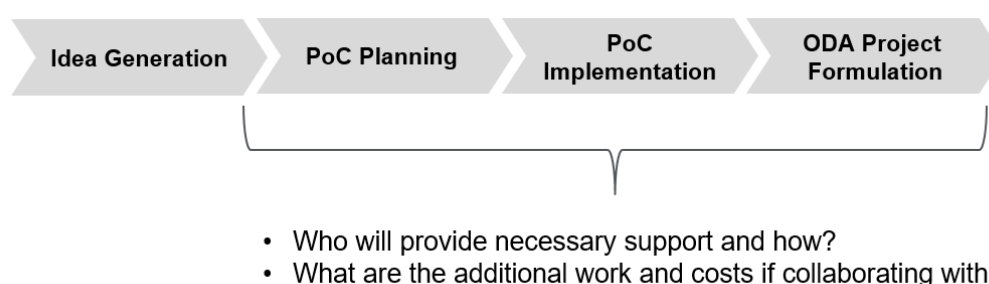 Idea Generation
PoC Planning
PoC
Implementation
ODA Project
Formulation
• Who will provide necessary support and how?
• What are the additional work and costs if collaborating with